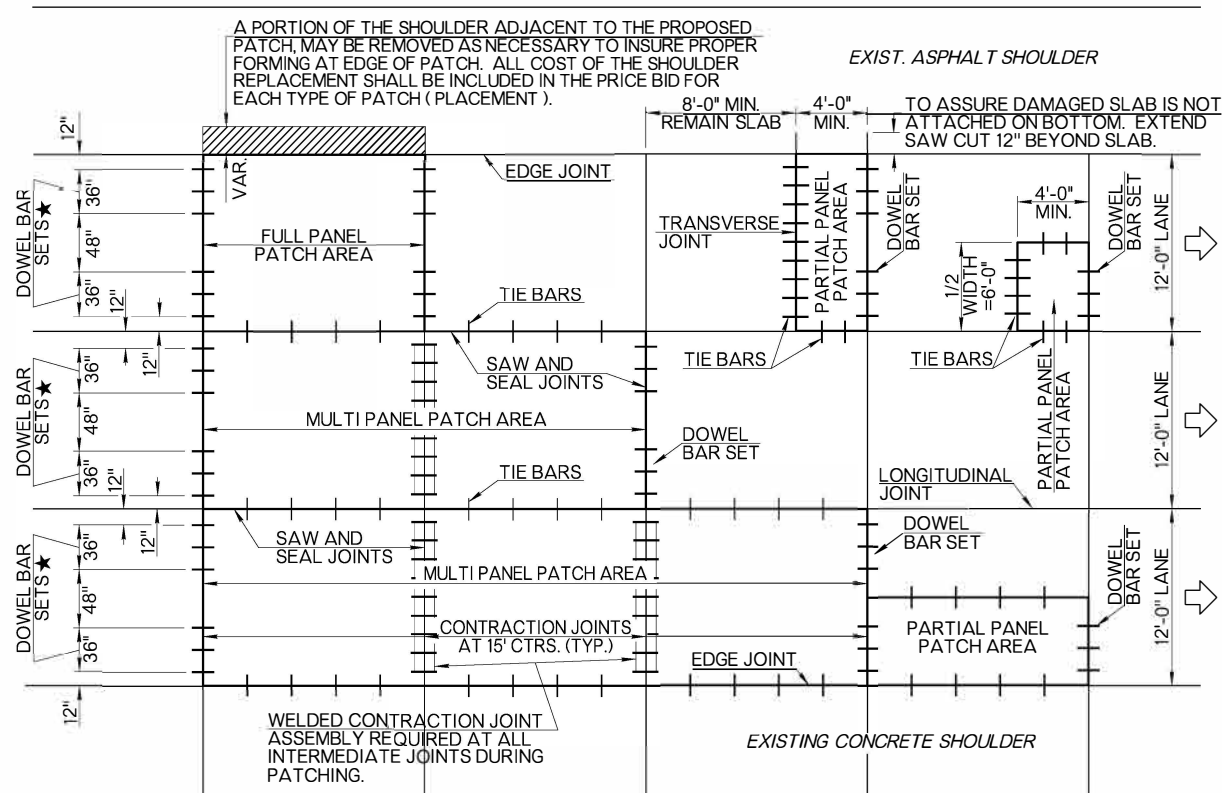 A PORTION OF THE SHOULDER ADJACENT TO THE PROPOSED
PATCH, MAY BE REMOVED AS NECESSARY TO INSURE PROPER
FORMING AT EDGE OF PATCH. ALL COST OF THE SHOULDER
REPLACEMENT SHALL BE INCLUDED IN THE PRICE BID FOR
EACH TYPE OF PATCH ( PLACEMENT ).
EXIST. ASPHALT SHOULDER
8'-0" MIN.
REMAIN SLAB
4'-0"
MIN.
TO ASSURE DAMAGED SLAB IS NOT
ATTACHED ON BOTTOM. EXTEND
SAW CUT 12" BEYOND SLAB.
12"
VAR.
EDGE JOINT
DOWEL BAR
SETS ★
36"
48"
36"
12"
12"
FULL PANEL
PATCH AREA
TRANSVERSE
JOINT
PARTIAL PANEL
PATCH AREA
DOWEL
BAR SET
4'-0"
MIN.
DOWEL
BAR SET
12'-0" LANE
1/2
WIDTH
=6'-0"
TIE BARS
TIE BARS
TIE BARS
PARTIAL PANEL
PATCH AREA
SAW AND
SEAL JOINTS
DOWEL BAR
SETS ★
36"
48"
36"
12"
12"
MULTI PANEL PATCH AREA
DOWEL
BAR SET
12'-0" LANE
TIE BARS
LONGITUDINAL
JOINT
SAW AND
SEAL JOINTS
DOWEL
BAR SET
DOWEL BAR
SETS ★
36"
48"
36"
12"
MULTI PANEL PATCH AREA
DOWEL
BAR SET
12'-0" LANE
CONTRACTION JOINTS
AT 15' CTRS. (TYP.)
PARTIAL PANEL
PATCH AREA
EDGE JOINT
WELDED CONTRACTION JOINT
ASSEMBLY REQUIRED AT ALL
INTERMEDIATE JOINTS DURING
PATCHING.
EXISTING CONCRETE SHOULDER